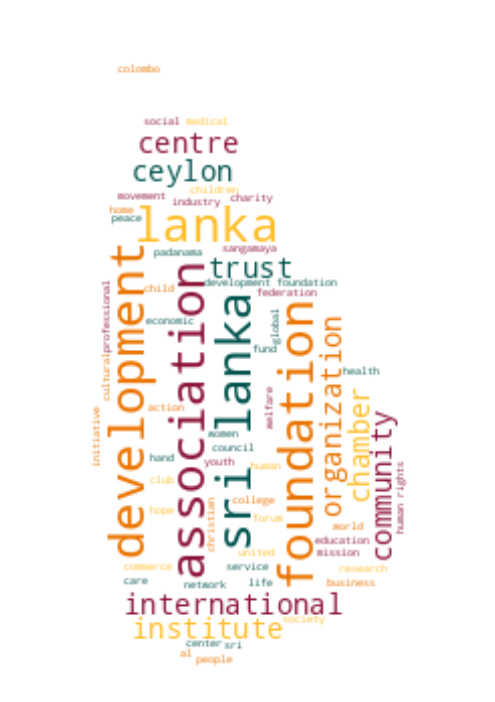 colombo
social medical
centre
ceylon
children
movement industry charity
home
peace
lanka
padanama sangamaya
trust
development
association
sri lanka
foundation
child
development foundation
federation
professional
cultural
economic
global
fund
organization
health
chamber
community
welfare
action
initiative
women
council
hand
youth
human
human rights
club
college
hope
christian
forum
world
education
united
mission
commerce
service
research
care
network
life
business
international
institute
society
center sri
al
people